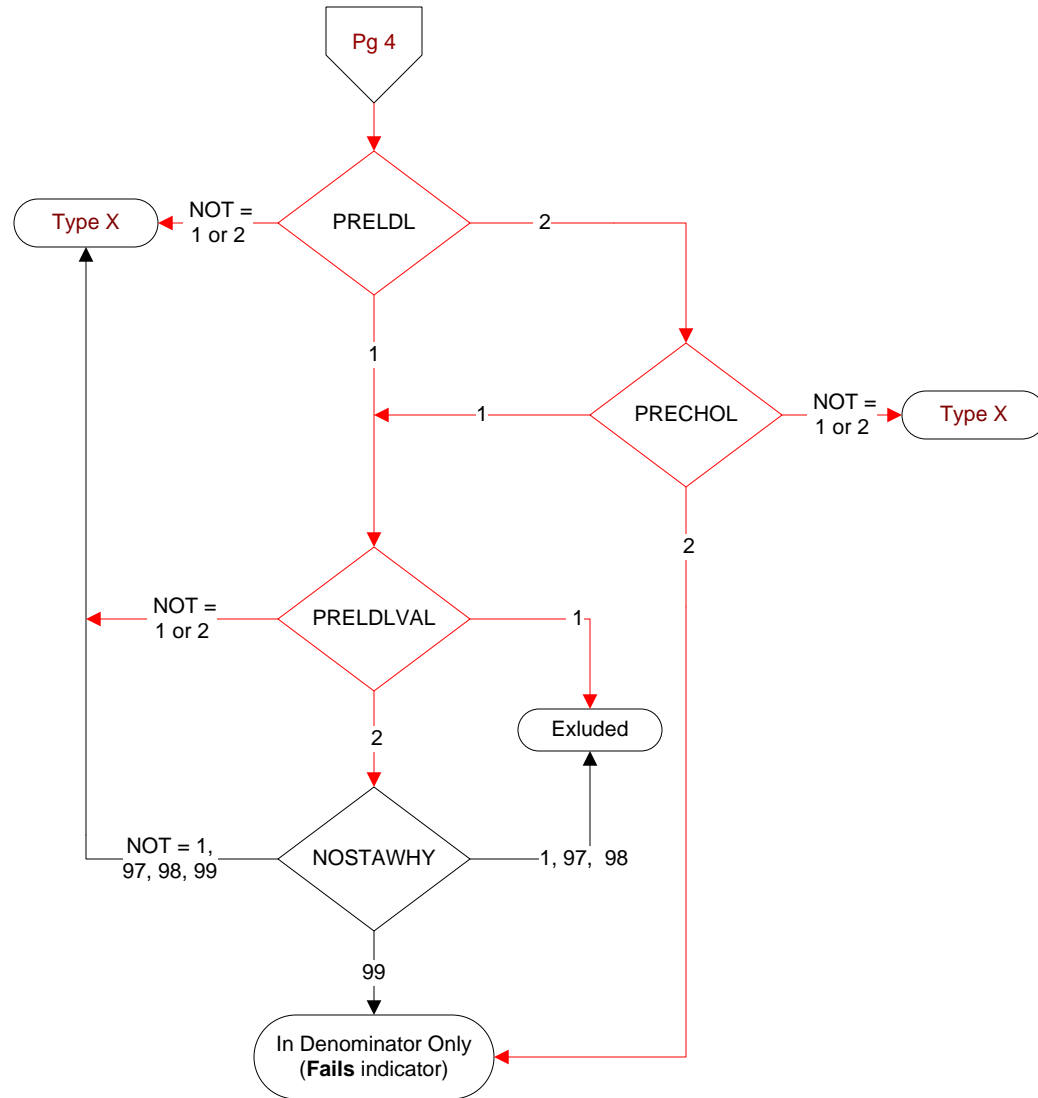 Pg 4
Type X
NOT =
1 or 2
PRELDL
2
1
1
PRECHOL
NOT =
1 or 2
Type X
2
NOT =
1 or 2
PRELDLVAL
1
2
Exluded
NOT = 1,
97, 98, 99
NOSTAWHY
1, 97, 98
99
In Denominator Only
(Fails indicator)